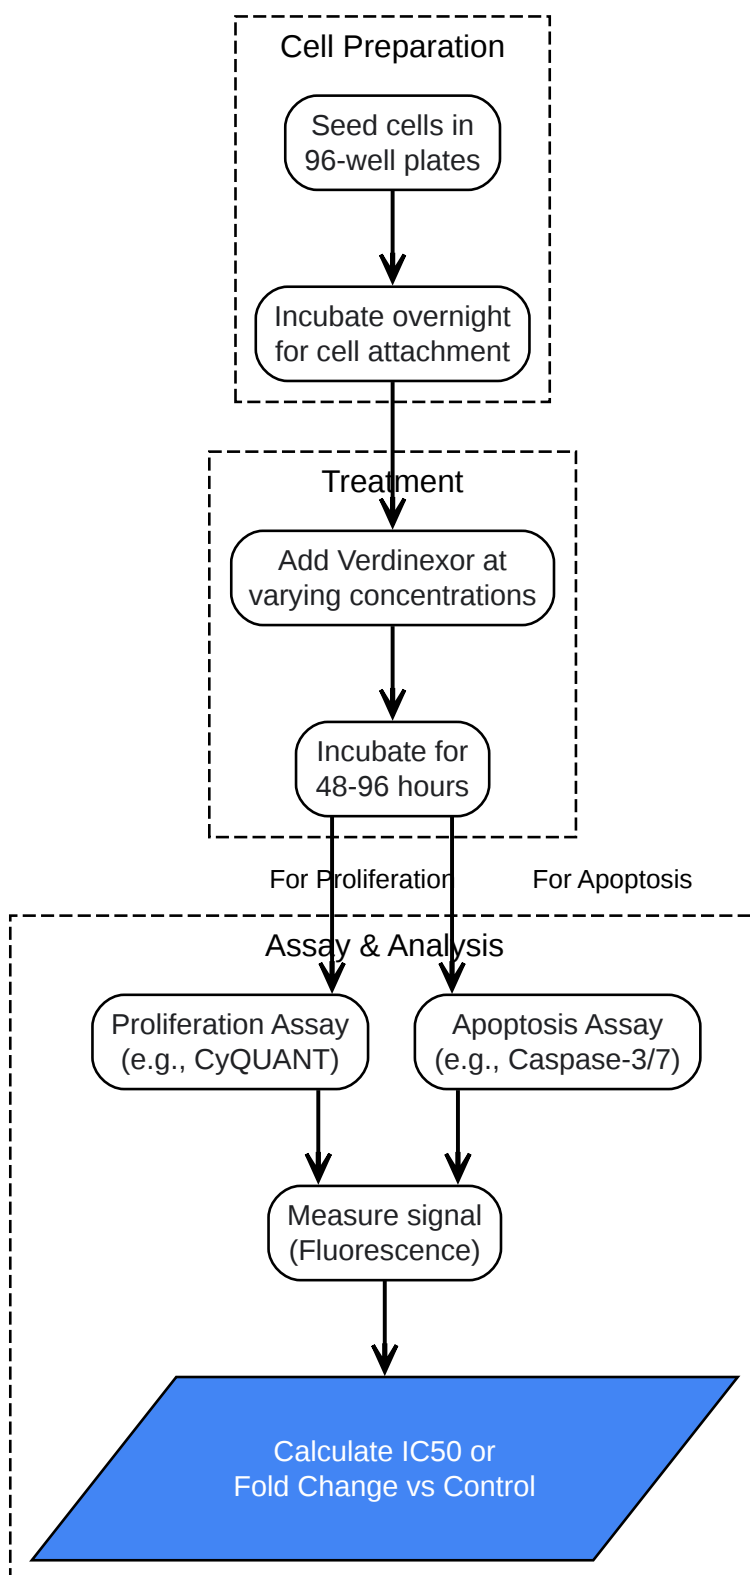 Cell Preparation
Seed cells in
96-well plates
Incubate overnight
for cell attachment
Treatment
Add Verdinexor at
varying concentrations
Incubate for
48-96 hours
For Proliferation
For Apoptosis
Assay & Analysis
Proliferation Assay
(e.g., CyQUANT)
Apoptosis Assay
(e.g., Caspase-3/7)
Measure signal
(Fluorescence)
Calculate IC50 or
Fold Change vs Control